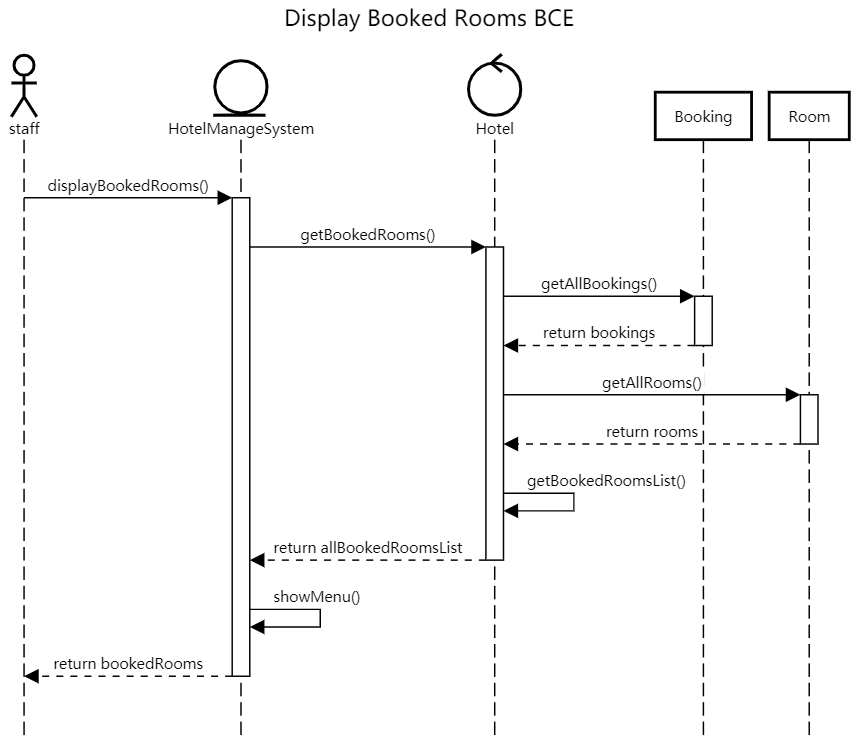 Display Booked Rooms BCE
staff
HotelManageSystem
Hotel
Booking
Room
displayBookedRooms()
getBookedRooms()
getAllBookings()
return bookings
getAllRooms()
return rooms
getBookedRoomsList()
return allBookedRoomsList
showMenu()
return bookedRooms